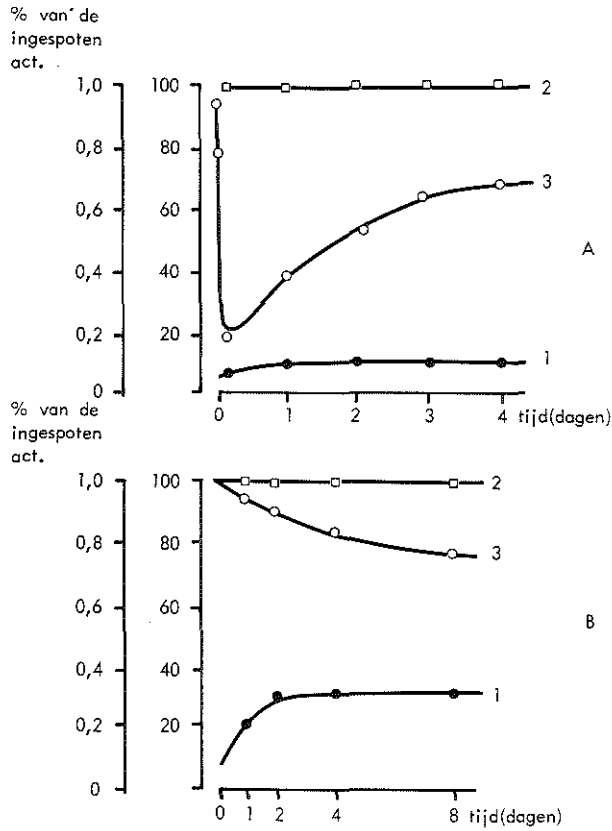 % van de
ingespoten
act.
1,0 100 2
0,8 80
3
0,6 60
A
0,4 40
0,2 20
1
0
0 1 2 3 4 tijd(dagen)
% van de
ingespoten
act.
1,0 100 2
0,8 80 3
0,6 60
B
0,4 40
1
0,2 20
0
0 1 2 4 8 tijd(dagen)